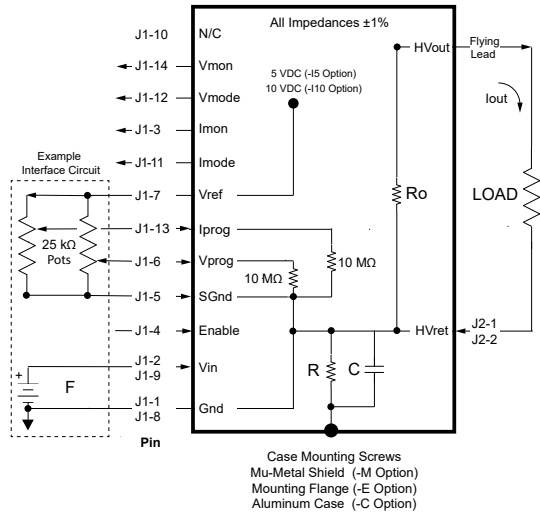 J1-10 N/C
All Impedances ±1%
HVout
Flying
Lead
J1-14 Vmon
5 VDC (-I5 Option)
10 VDC (-I10 Option)
J1-12 Vmode
Iout
J1-3 Imon
Example
Interface Circuit
J1-11 Imode
J1-7 Vref
Ro
LOAD
J1-13 Iprog
25 kΩ
Pots
J1-6 Vprog
10 MΩ
10 MΩ
J1-5 SGnd
J1-4 Enable
HVret
J2-1
J2-2
J1-2
J1-9
Vin
R
C
+
F
J1-1
J1-8
Gnd
Pin
Case Mounting Screws
Mu-Metal Shield (-M Option)
Mounting Flange (-E Option)
Aluminum Case (-C Option)